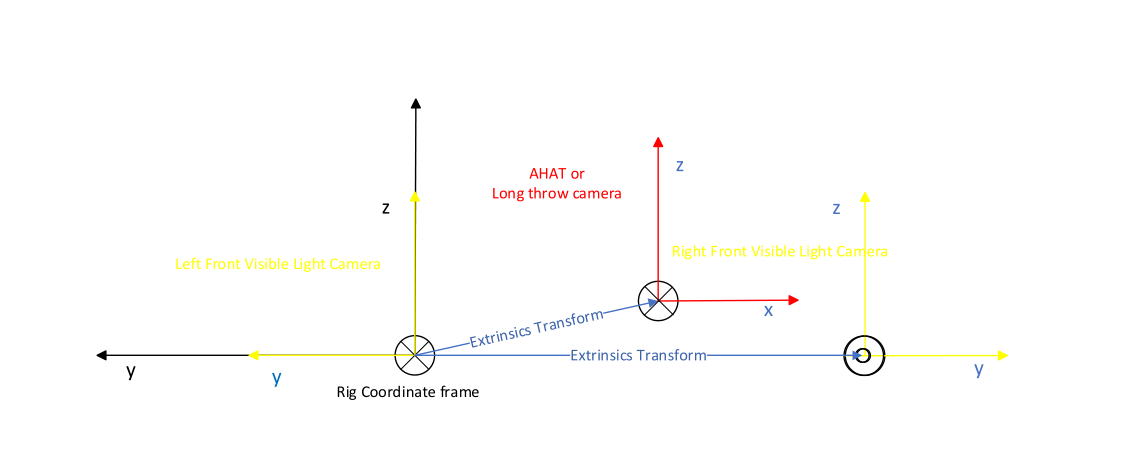 AHAT or
Long throw camera
z
z
z
Left Front Visible Light Camera
Right Front Visible Light Camera
x
Extrinsics Transform
Extrinsics Transform
y
y
y
Rig Coordinate frame